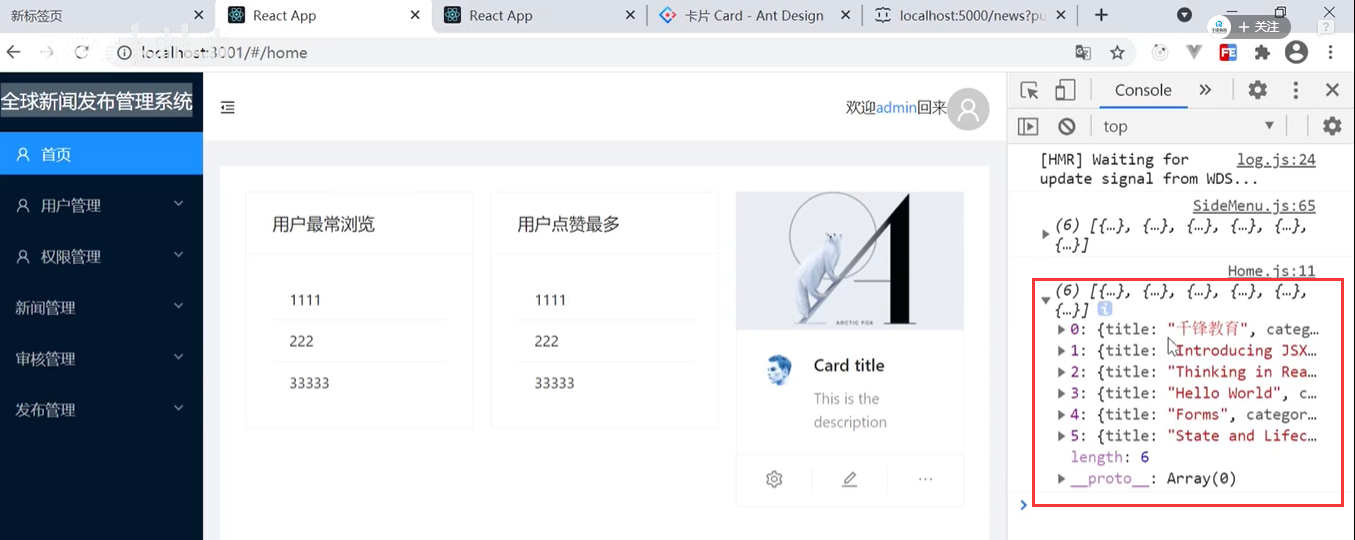 新标签页
React App
React App
卡片 Card - Ant Design
localhost:5000/news?pu
+ 关注
localhost:3001/#/home
全球新闻发布管理系统
首页
用户管理
权限管理
新闻管理
审核管理
发布管理
欢迎admin回来
用户最常浏览
1111
222
33333
用户点赞最多
1111
222
33333
A
ARCTIC FOX
Card title
This is the
description
Console
top
[HMR] Waiting for log.js:24
update signal from WDS...
SideMenu.js:65
(6) [{…}, {…}, {…}, {…}, {…},
{…}]
Home.js:11
(6) [{…}, {…}, {…}, {…}, {…},
{…}] i
0: {title: "千锋教育", categ…
1: {title: "Introducing JSX…
2: {title: "Thinking in Rea…
3: {title: "Hello World", c…
4: {title: "Forms", categor…
5: {title: "State and Lifec…
length: 6
__proto__: Array(0)